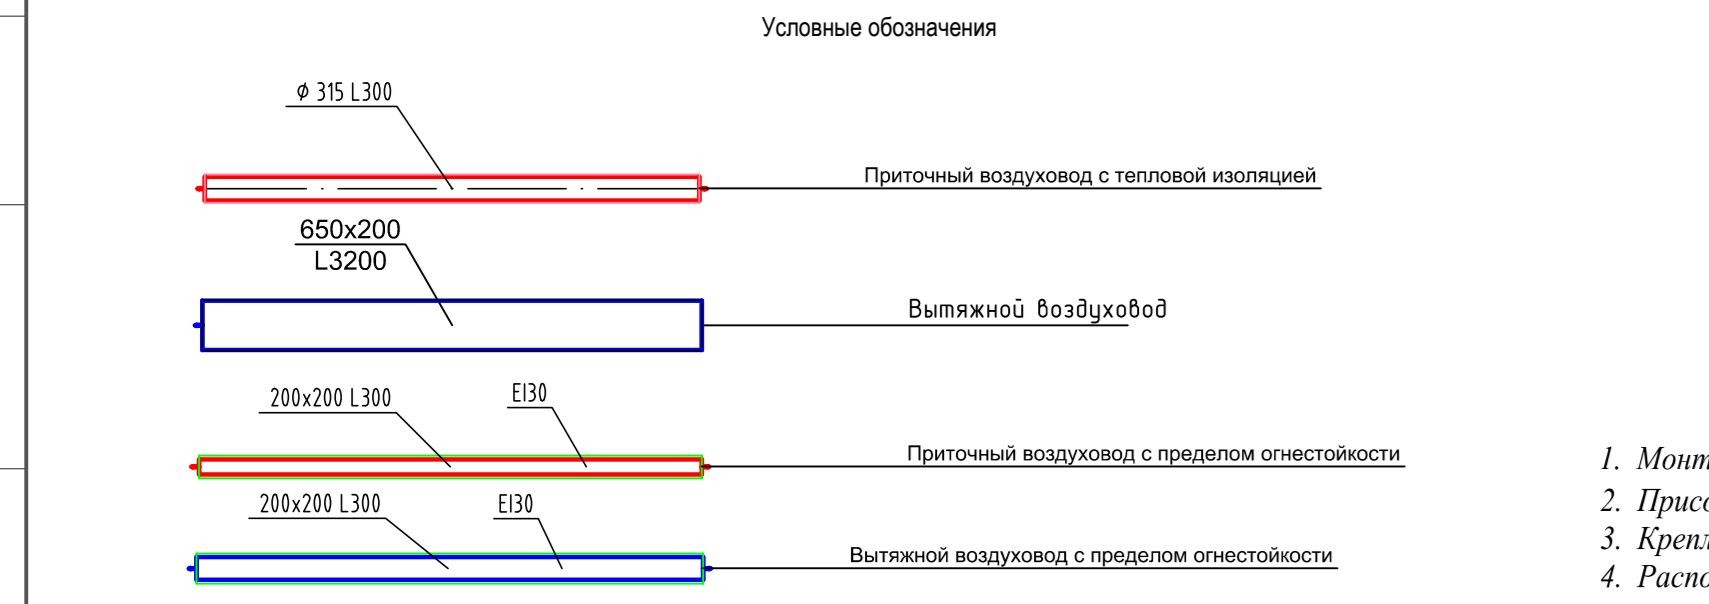 Условные обозначения
ϕ 315 L300
Приточный воздуховод с тепловой изоляцией
650x200
L3200
Вытяжной воздуховод
200x200 L300
EI30
Приточный воздуховод с пределом огнестойкости
200x200 L300
EI30
Вытяжной воздуховод с пределом огнестойкости
1.
2.
3.
4.